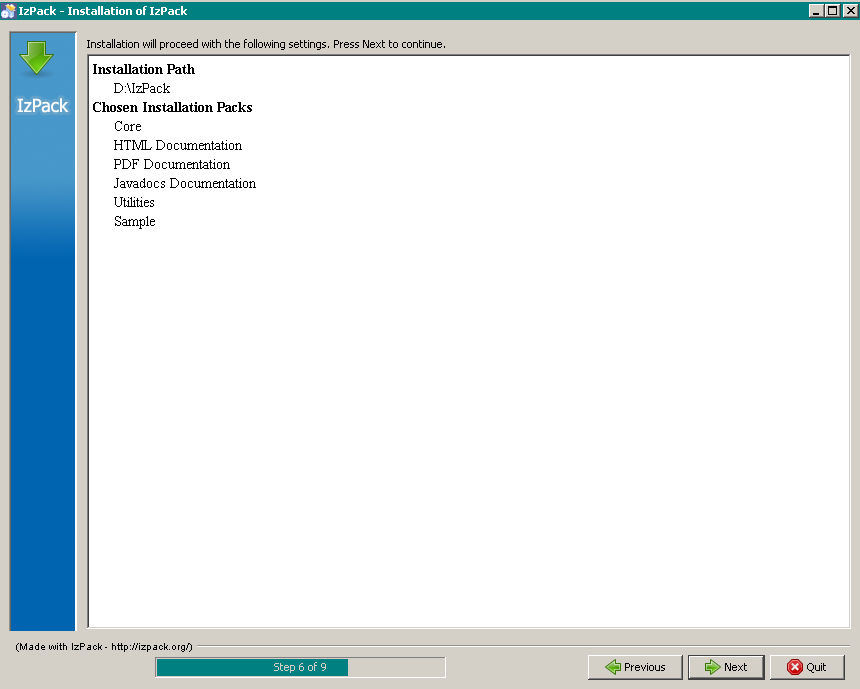 IzPack - Installation of IzPack
IzPack
Installation will proceed with the following settings. Press Next to continue.
Installation Path
D:\IzPack
Chosen Installation Packs
Core
HTML Documentation
PDF Documentation
Javadocs Documentation
Utilities
Sample
(Made with IzPack - http://izpack.org/)
Step 6 of 9
Previous
Next
Quit